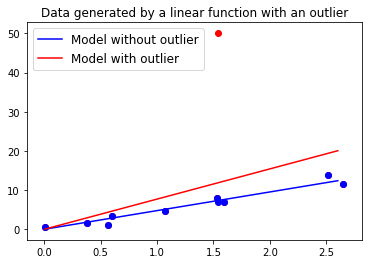 Data generated by a linear function with an outlier
Model without outlier
Model with outlier
50
40
30
20
10
0
0.0 0.5 1.0 1.5 2.0 2.5